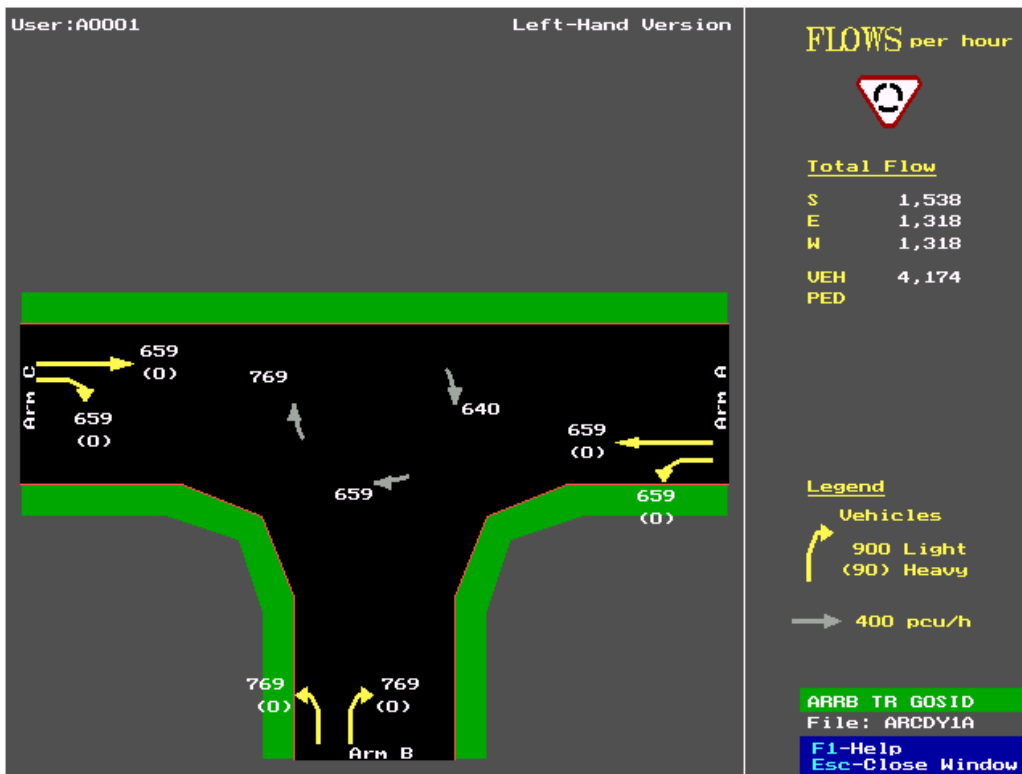 User:A0001
Left-Hand Version
FLOWS per hour
Total Flow
S 1,538
E 1,318
W 1,318
VEH 4,174
PED
659
(0)
769
Arm C
Arm A
659
(0)
640
659
(0)
659
659
(0)
Legend
Vehicles
900 Light
(90) Heavy
400 pcu/h
769
(0)
769
(0)
Arm B
ARRB TR GOSID
File: ARCDY1A
F1-Help
Esc-Close Window